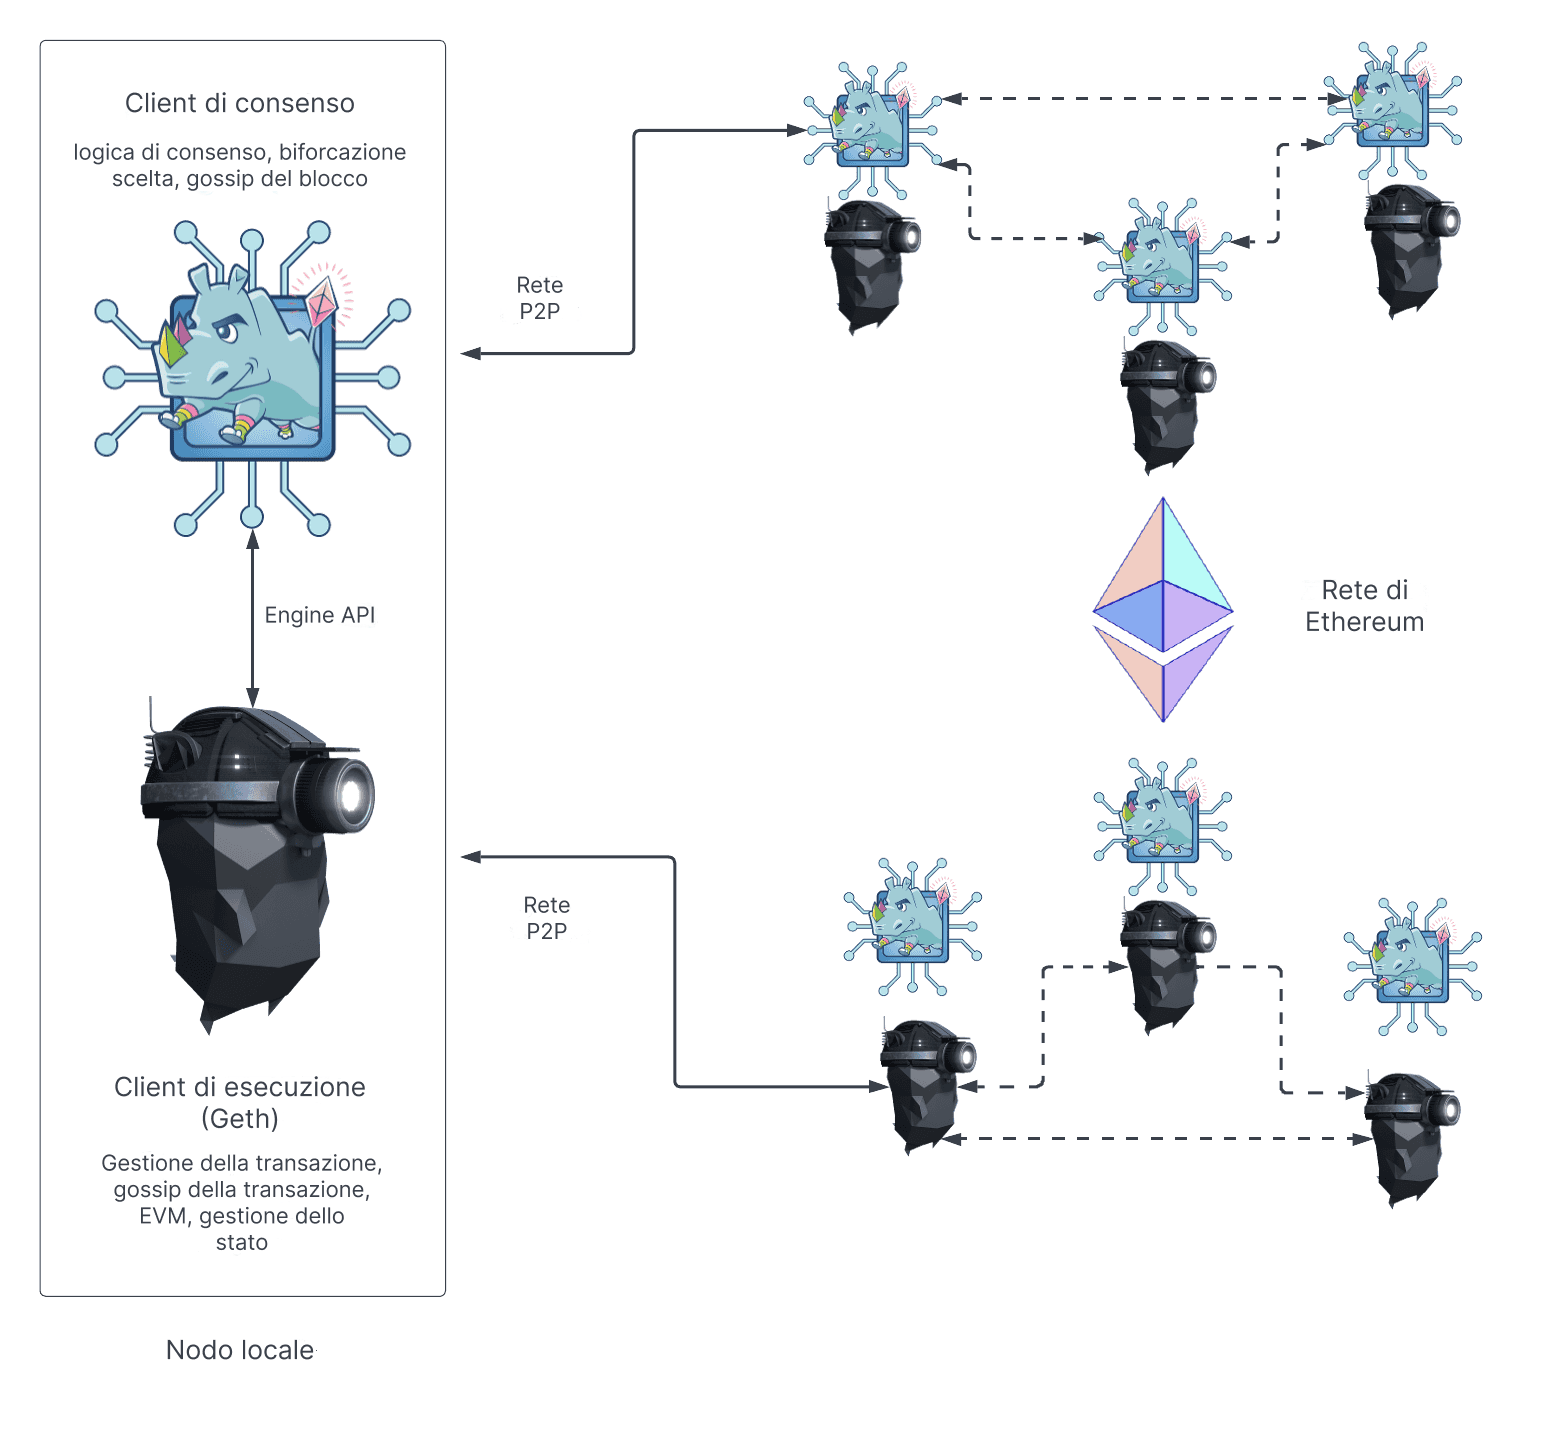 Client di consenso
logica di consenso, biforcazione
scelta, gossip del blocco
Rete
P2P
Engine API
Rete di
Ethereum
Rete
P2P
Client di esecuzione
(Geth)
Gestione della transazione,
gossip della transazione,
EVM, gestione dello
stato
Nodo locale